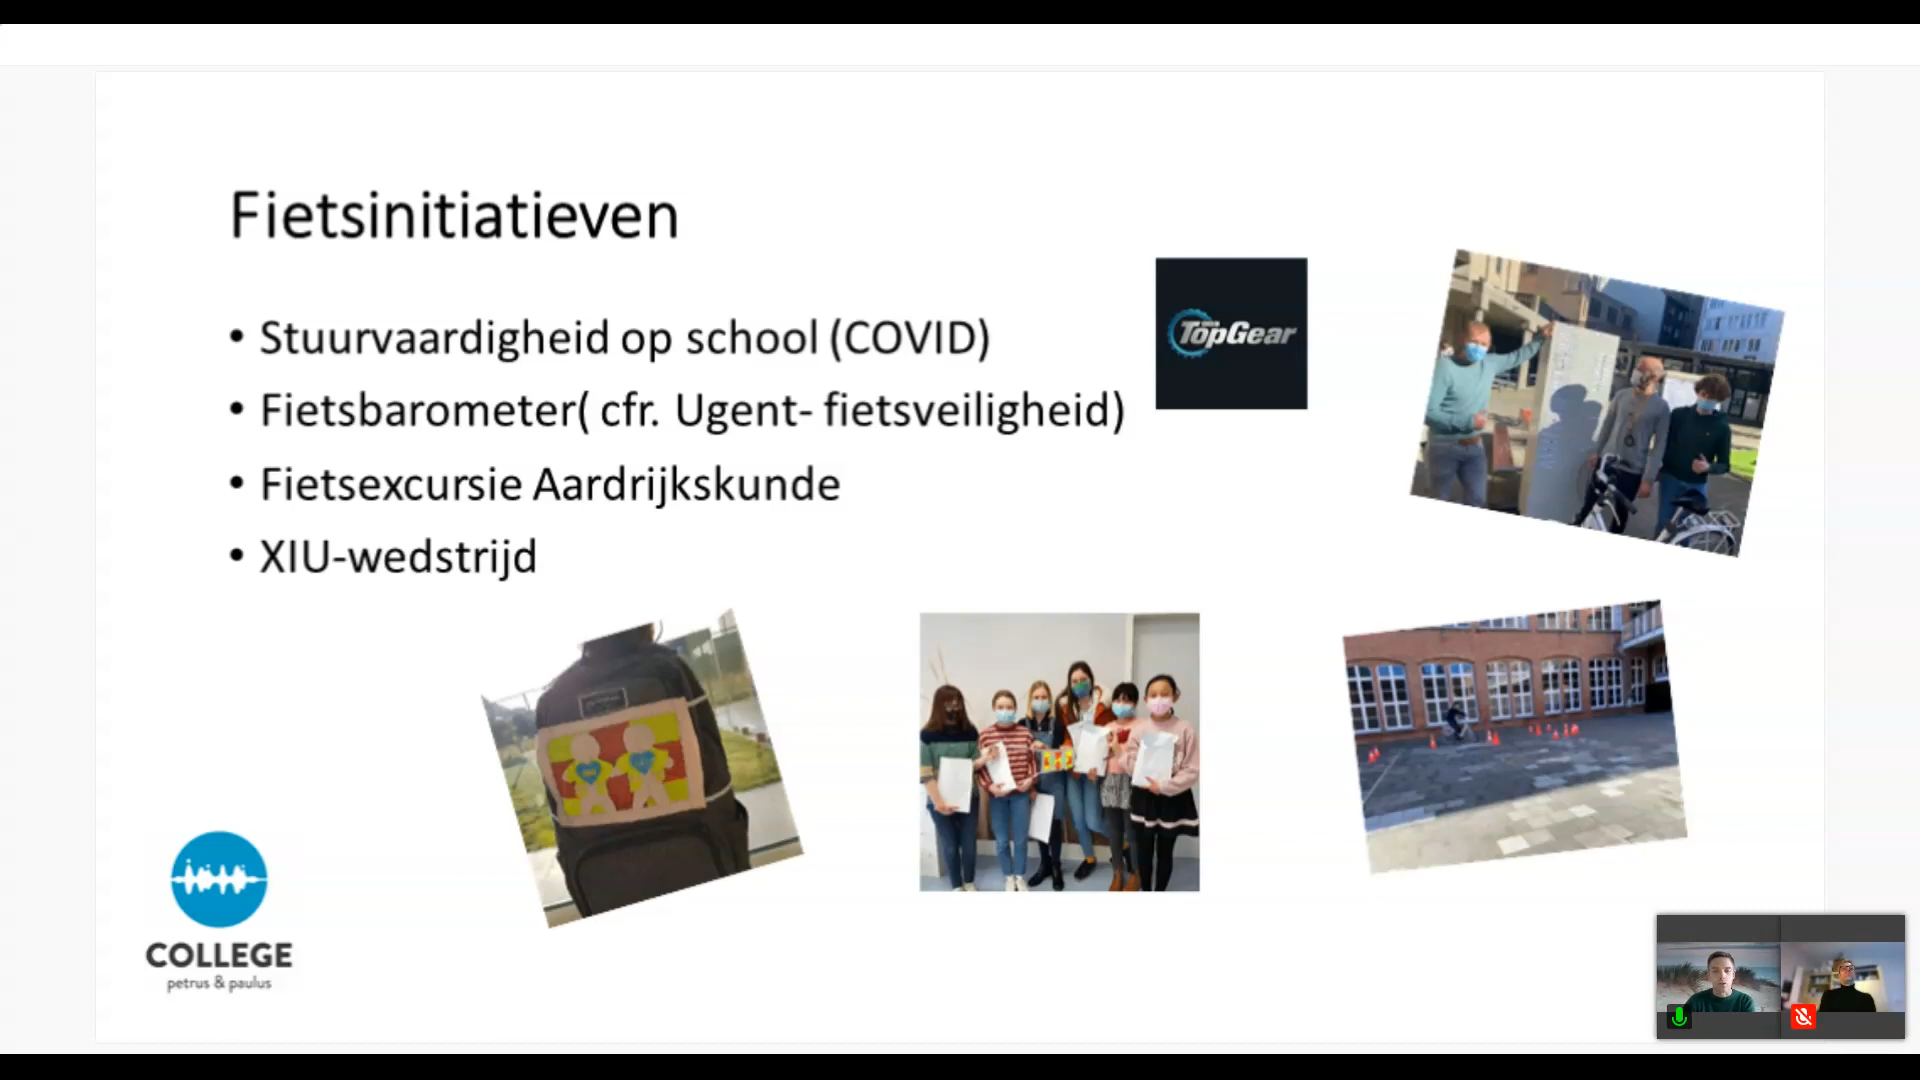 Fietsinitiatieven
• Stuurvaardigheid op school (COVID)
• Fietsbarometer( cfr. Ugent- fietsveiligheid)
• Fietsexcursie Aardrijkskunde
• XIU-wedstrijd
TopGear
COLLEGE
petrus & paulus